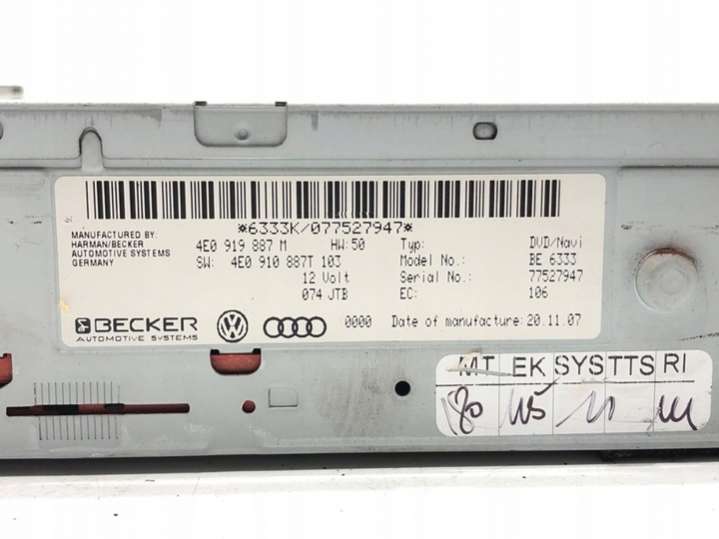 *6333K/077527947*
MANUFACTURED BY:
HARMAN/BECKER
AUTOMOTIVE SYSTEMS
GERMANY
4E0 919 887 M HW:50 Typ: DVD/Navi
SW: 4E0 910 887T 103 Model No.: BE 6333
12 Volt Serial No.: 77527947
074 JTB EC: 106
BECKER
AUTOMOTIVE SYSTEMS
0000 Date of manufacture: 20.11.07
MT EK SYS TTS RI